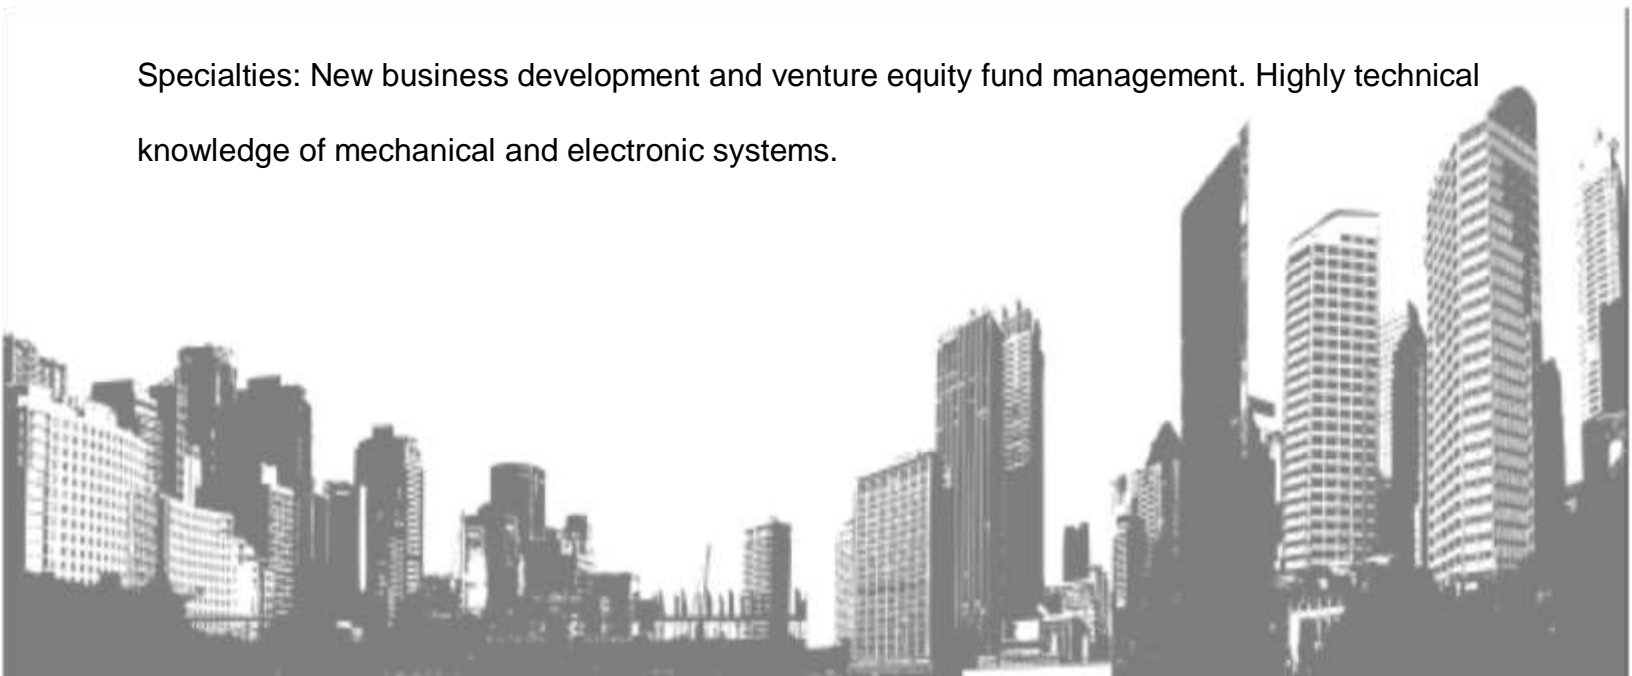 Specialties: New business development and venture equity fund management. Highly technical
knowledge of mechanical and electronic systems.